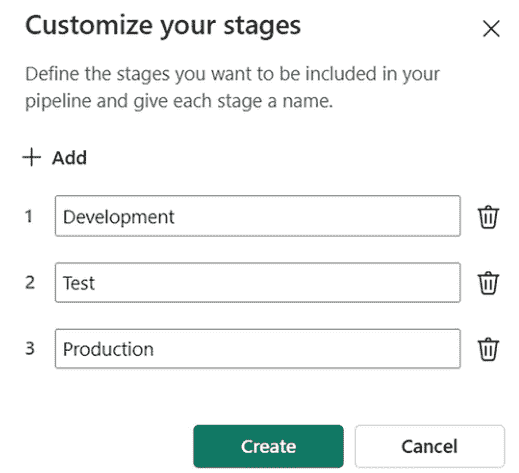 Customize your stages
Define the stages you want to be included in your
pipeline and give each stage a name.
+ Add
1 Development
2 Test
3 Production
Create Cancel